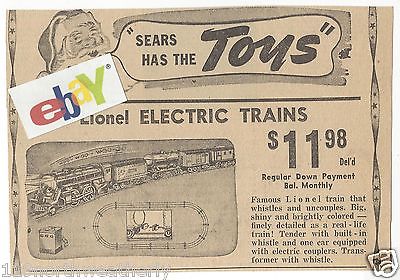 "SEARS
HAS THE Toys"
ebaY
Lionel ELECTRIC TRAINS
$11 98
Del'd
Regular Down Payment
Bal. Monthly
Famous Lionel train that
whistles and uncouples. Big,
shiny and brightly colored —
finely detailed as a real-life
train! Tender with built-in
whistle and one car equipped
with electric couplers. Trans-
former with whistle.